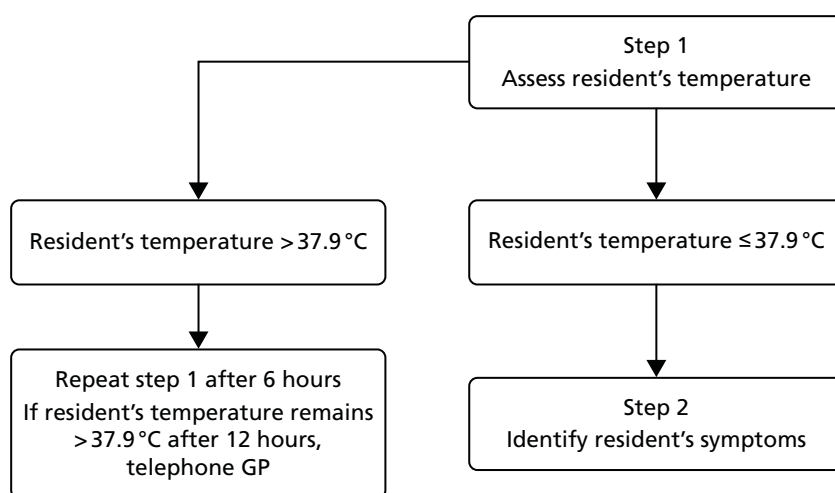 Step 1
Assess resident’s temperature
Resident’s temperature > 37.9 °C
Resident’s temperature ≤ 37.9 °C
Repeat step 1 after 6 hours
If resident’s temperature remains
> 37.9 °C after 12 hours,
telephone GP
Step 2
Identify resident’s symptoms